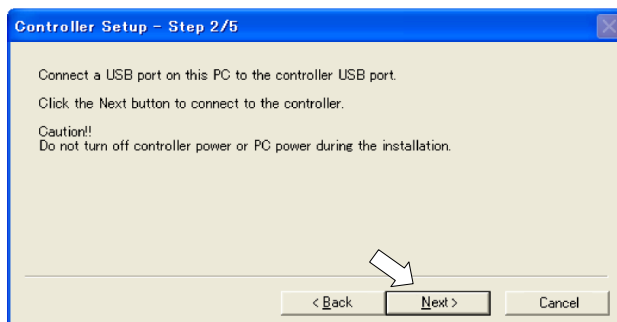 Controller Setup - Step 2/5
Connect a USB port on this PC to the controller USB port.
Click the Next button to connect to the controller.
Caution!!
Do not turn off controller power or PC power during the installation.
< Back
Next >
Cancel